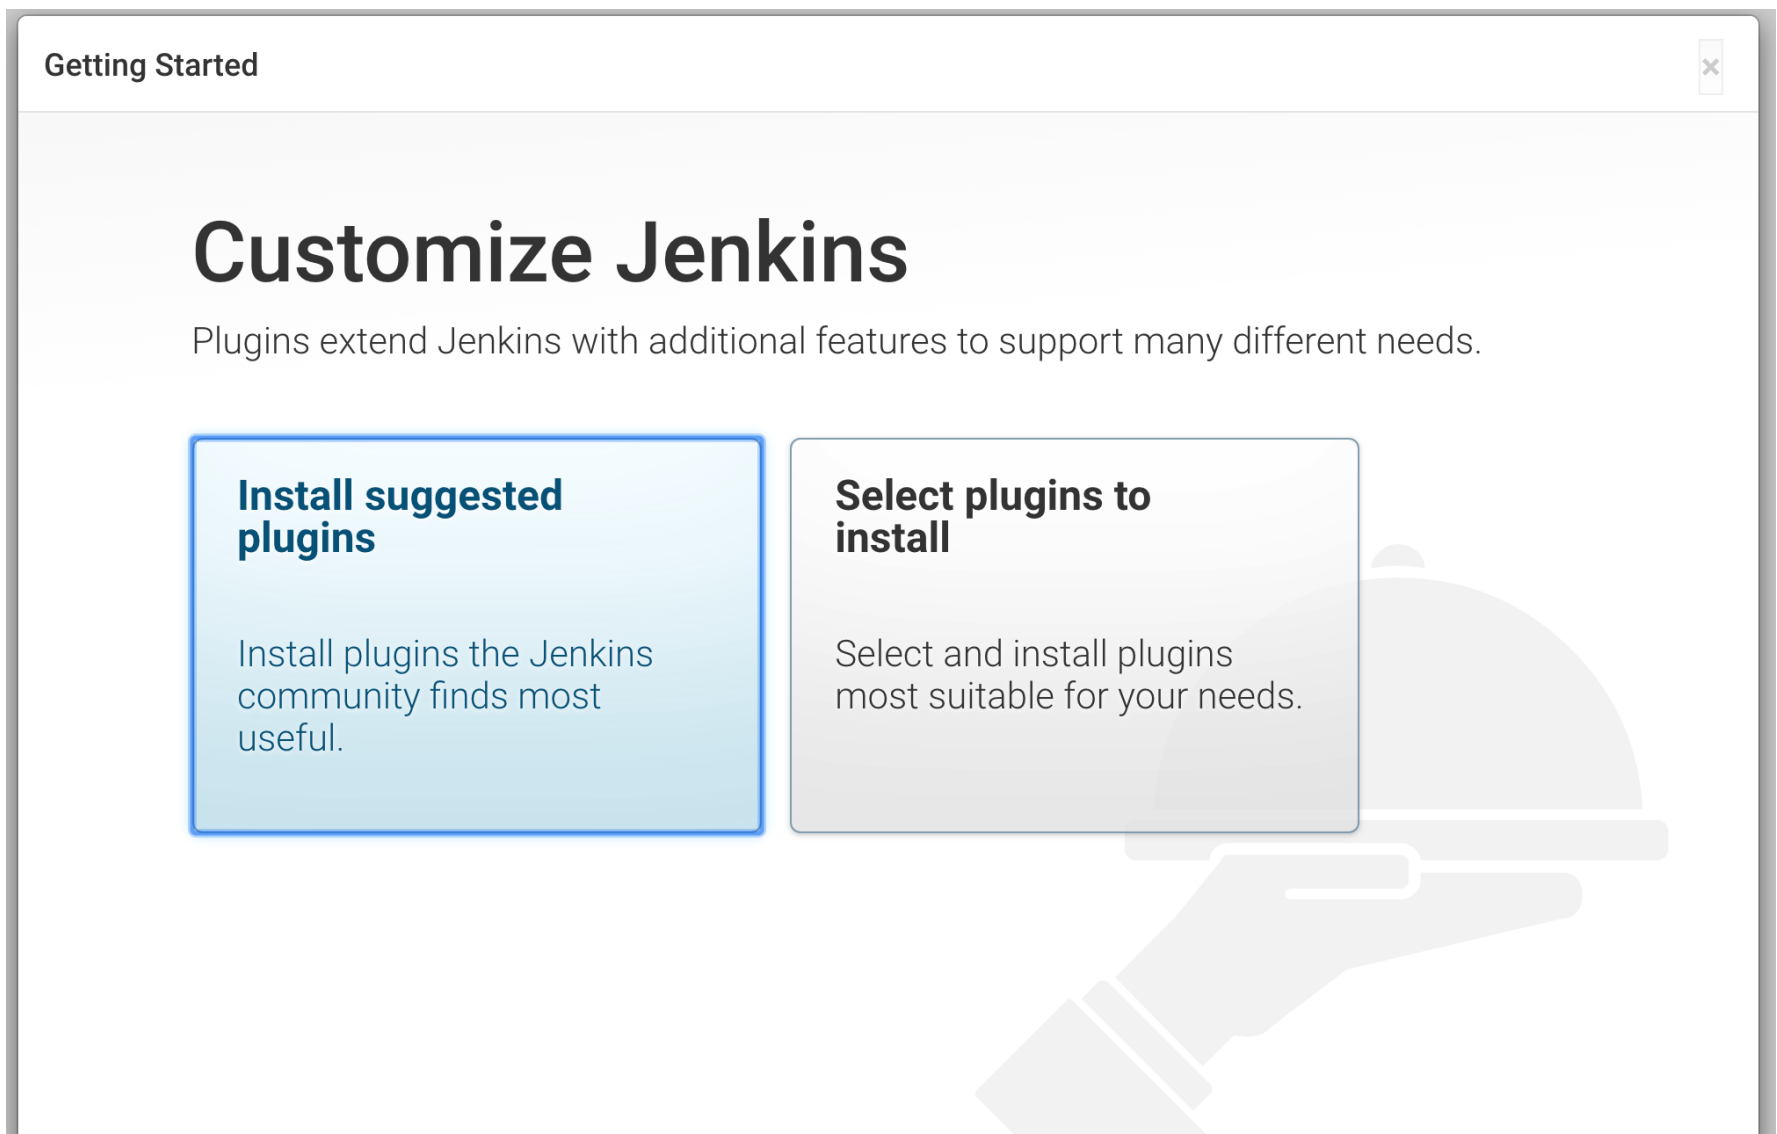 Getting Started
×
Customize Jenkins
Plugins extend Jenkins with additional features to support many different needs.
Install suggested
plugins
Install plugins the Jenkins
community finds most
useful.
Select plugins to
install
Select and install plugins
most suitable for your needs.